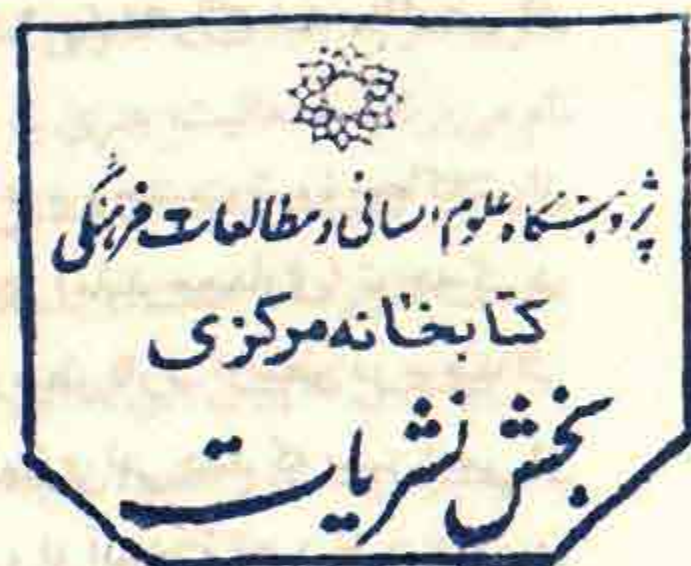 پژوهشگاه علوم انسانی و مطالعات فرهنگی
کتابخانه مرکزی
بخش نشریات